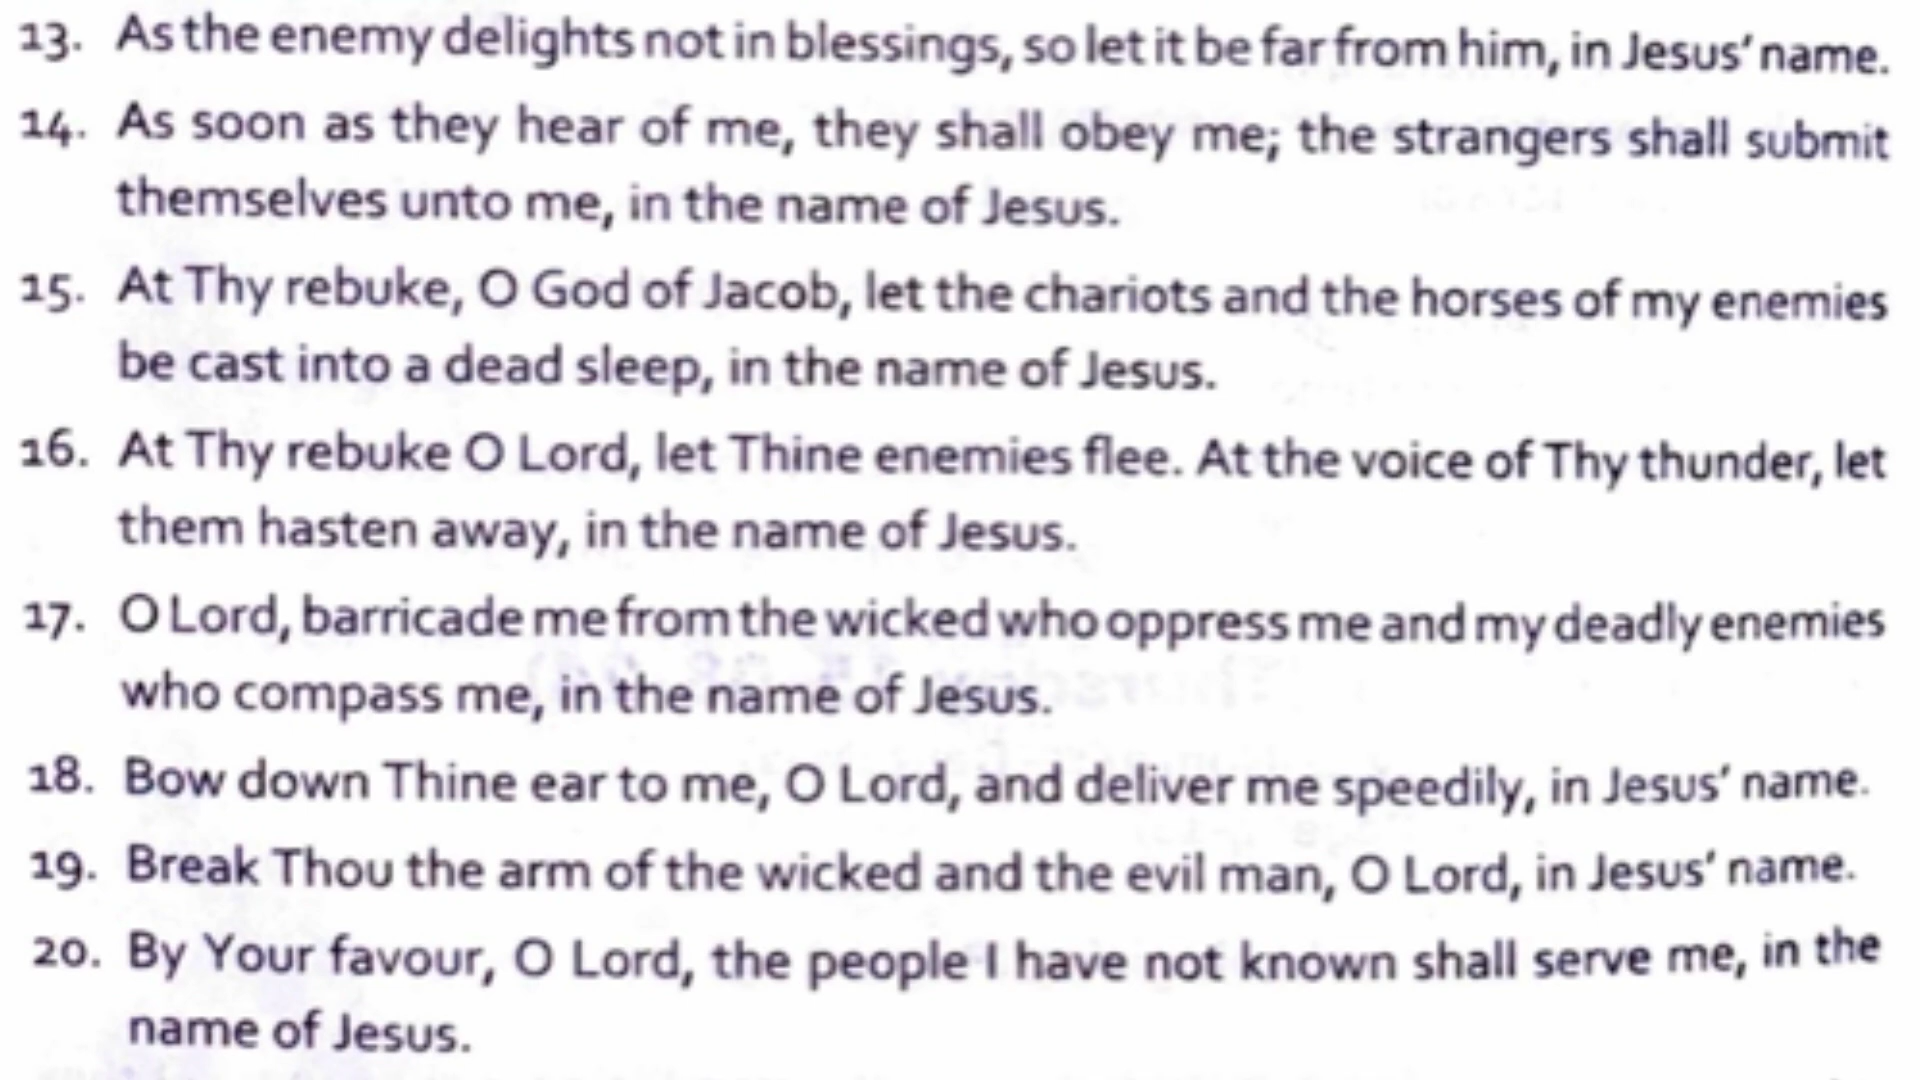 13. As the enemy delights not in blessings, so let it be far from him, in Jesus' name.
14. As soon as they hear of me, they shall obey me; the strangers shall submit
themselves unto me, in the name of Jesus.
15. At Thy rebuke, O God of Jacob, let the chariots and the horses of my enemies
be cast into a dead sleep, in the name of Jesus.
16. At Thy rebuke O Lord, let Thine enemies flee. At the voice of Thy thunder, let
them hasten away, in the name of Jesus.
17. O Lord, barricade me from the wicked who oppress me and my deadly enemies
who compass me, in the name of Jesus.
18. Bow down Thine ear to me, O Lord, and deliver me speedily, in Jesus' name.
19. Break Thou the arm of the wicked and the evil man, O Lord, in Jesus' name.
20. By Your favour, O Lord, the people I have not known shall serve me, in the
name of Jesus.